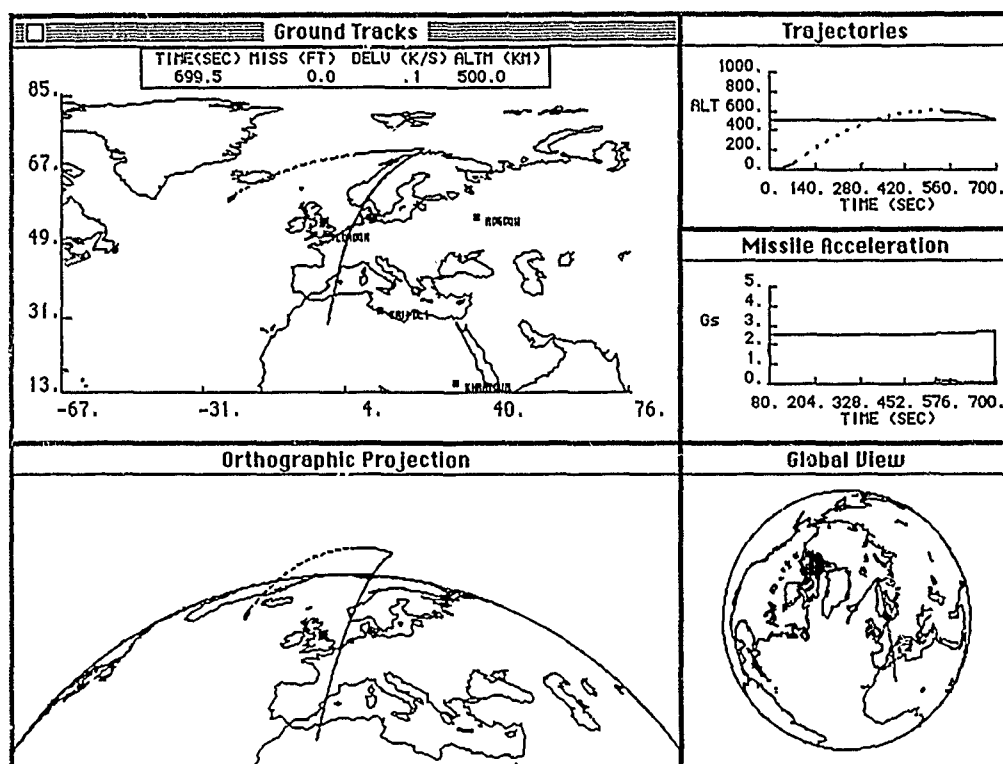 Ground Tracks
TIME(SEC) MISS (FT) DELV (K/S) ALTM (KM)
699.5 0.0 .1 500.0
85.
67.
49.
31.
13.
-67. -31. 4. 40. 76.
LONDON
MOSCOW
TRIPOLI
KHARTOUM
Trajectories
1000.
800.
ALT 600.
400.
200.
0.
0. 140. 280. 420. 560. 700.
TIME (SEC)
Missile Acceleration
5.
4.
Gs 3.
2.
1.
0.
80. 204. 328. 452. 576. 700.
TIME (SEC)
Orthographic Projection
Global View